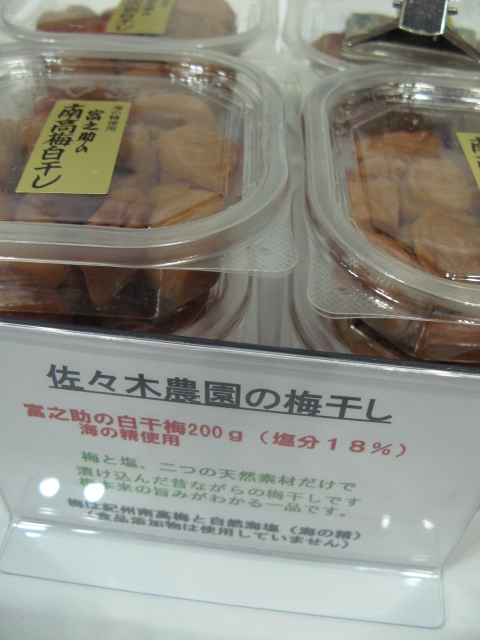 海の精使用
富之助の
南高梅白干し
佐々木農園の梅干し
富之助の白干梅200g(塩分18%)
海の精使用
梅と塩、二つの天然素材だけで
漬け込んだ昔ながらの梅干しです
梅本来の旨みがわかる一品です。
梅は紀州南高梅と自然海塩(海の精)
(食品添加物は使用していません)